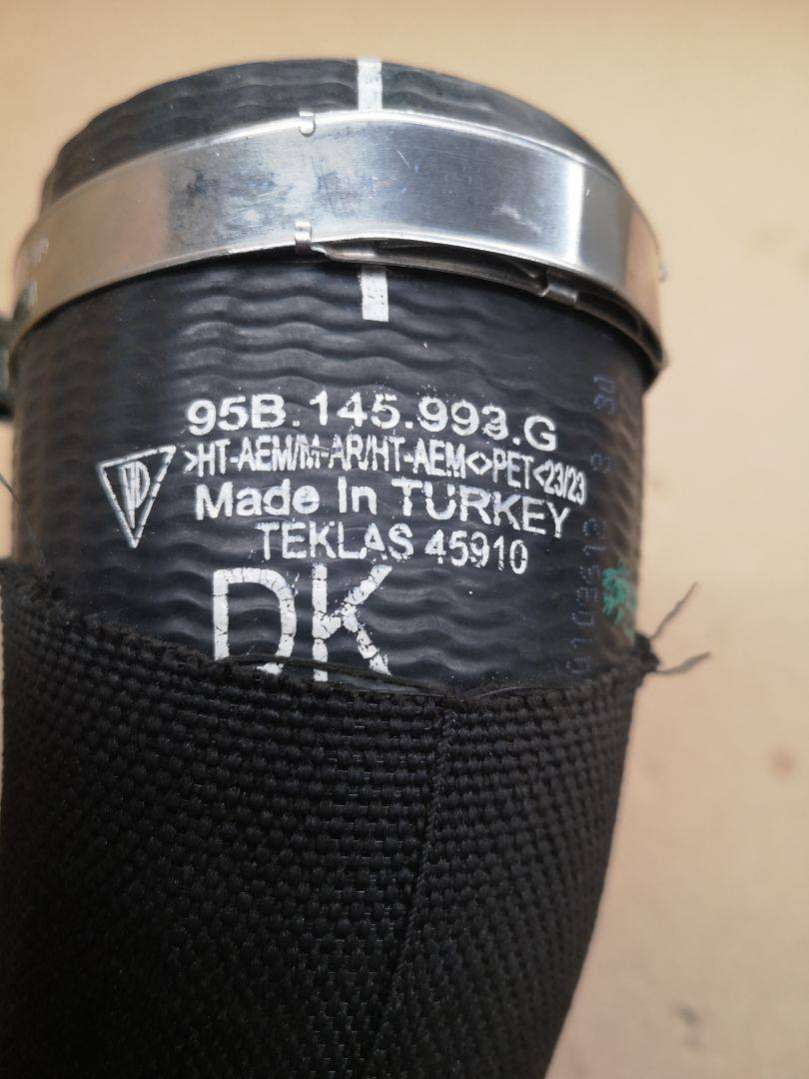 95B.145.993.G
>HT-AEM/M-AR/HT-AEM<>PET<23/23
Made In TURKEY
TEKLAS 45910
DK